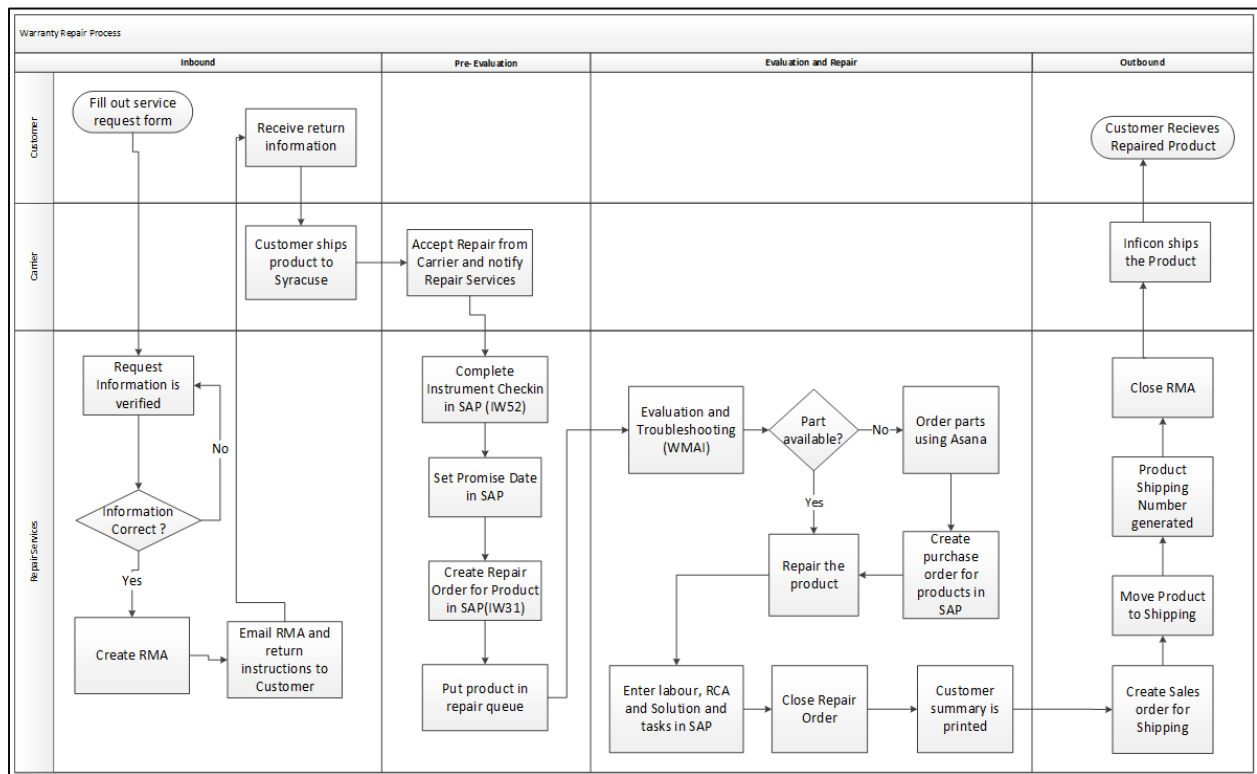 Warranty Repair Process
Inbound
Pre- Evaluation
Evaluation and Repair
Outbound
Customer
Fill out service
request form
Receive return
information
Customer Recieves
Repaired Product
Carrier
Customer ships
product to
Syracuse
Accept Repair from
Carrier and notify
Repair Services
Inficon ships
the Product
Repair Services
Request
Information is
verified
No
Information
Correct ?
Yes
Create RMA
Email RMA and
return
instructions to
Customer
Complete
Instrument Checkin
in SAP (IW52)
Set Promise Date
in SAP
Create Repair
Order for Product
in SAP(IW31)
Put product in
repair queue
Evaluation and
Troubleshooting
(WMAI)
Part
available?
No
Order parts
using Asana
Yes
Repair the
product
Create
purchase
order for
products in
SAP
Enter labour, RCA
and Solution and
tasks in SAP
Close Repair
Order
Customer
summary is
printed
Close RMA
Product
Shipping
Number
generated
Move Product
to Shipping
Create Sales
order for
Shipping